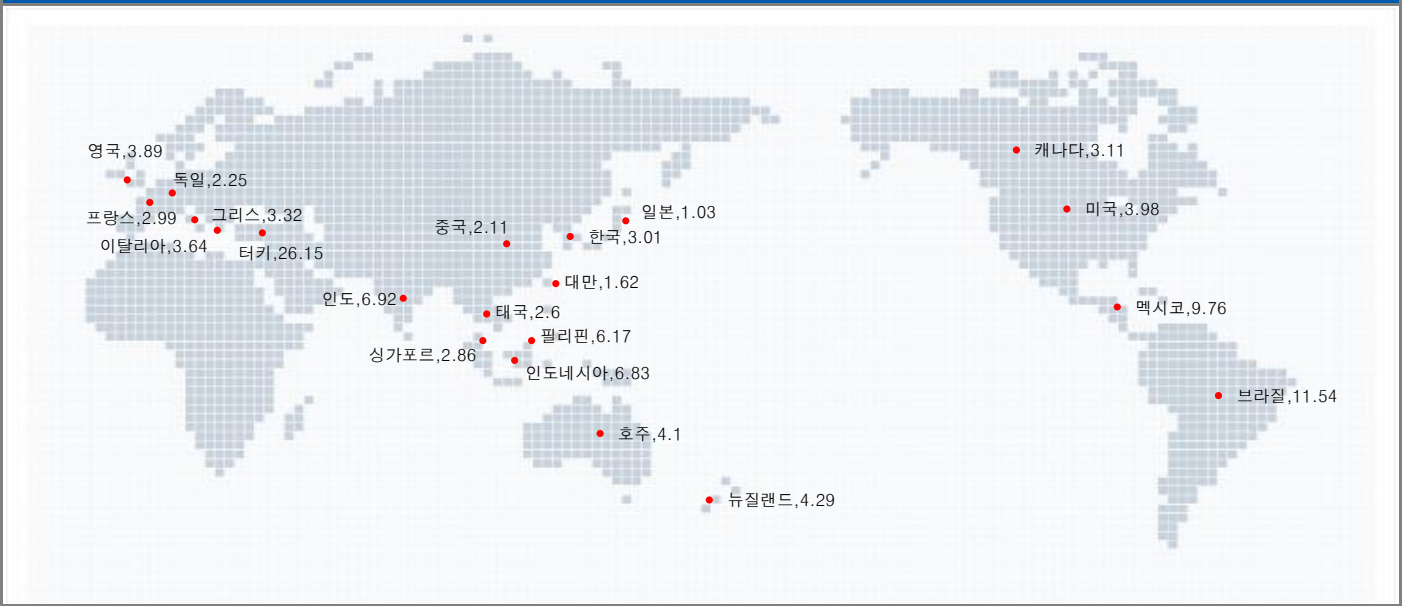 영국,3.89
캐나다,3.11
독일,2.25
미국,3.98
일본,1.03
그리스,3.32
프랑스,2.99
중국,2.11
한국,3.01
이탈리아,3.64
터키,26.15
대만,1.62
인도,6.92
멕시코,9.76
태국,2.6
필리핀,6.17
싱가포르,2.86
인도네시아,6.83
브라질,11.54
호주,4.1
뉴질랜드,4.29